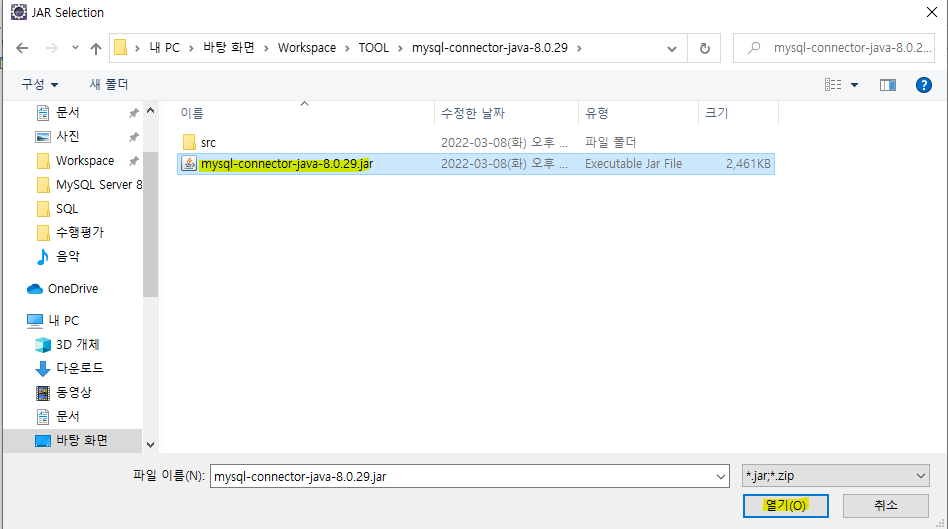 JAR Selection
내 PC > 바탕 화면 > Workspace > TOOL > mysql-connector-java-8.0.29 >
mysql-connector-java-8.0.2...
구성 새 폴더
문서
사진
Workspace
MySQL Server 8
SQL
수행평가
음악
OneDrive
내 PC
3D 개체
다운로드
동영상
문서
바탕 화면
이름 수정한 날짜 유형 크기
src 2022-03-08(화) 오후 ... 파일 폴더
mysql-connector-java-8.0.29.jar 2022-03-08(화) 오후 ... Executable Jar File 2,461KB
파일 이름(N): mysql-connector-java-8.0.29.jar *.jar;*.zip
열기(O) 취소